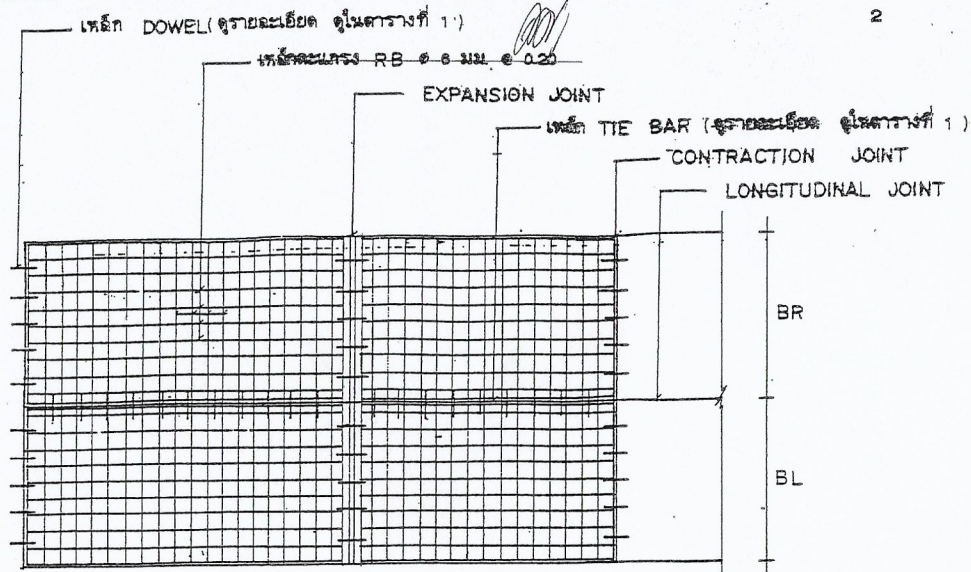 2
เหล็ก DOWEL (ดูรายละเอียด ดูในตารางที่ 1)
เหล็กตะแกรง RB ø 6 มม. @ 0.20
EXPANSION JOINT
เหล็ก TIE BAR (ดูรายละเอียด ดูในตารางที่ 1)
CONTRACTION JOINT
LONGITUDINAL JOINT
BR
BL